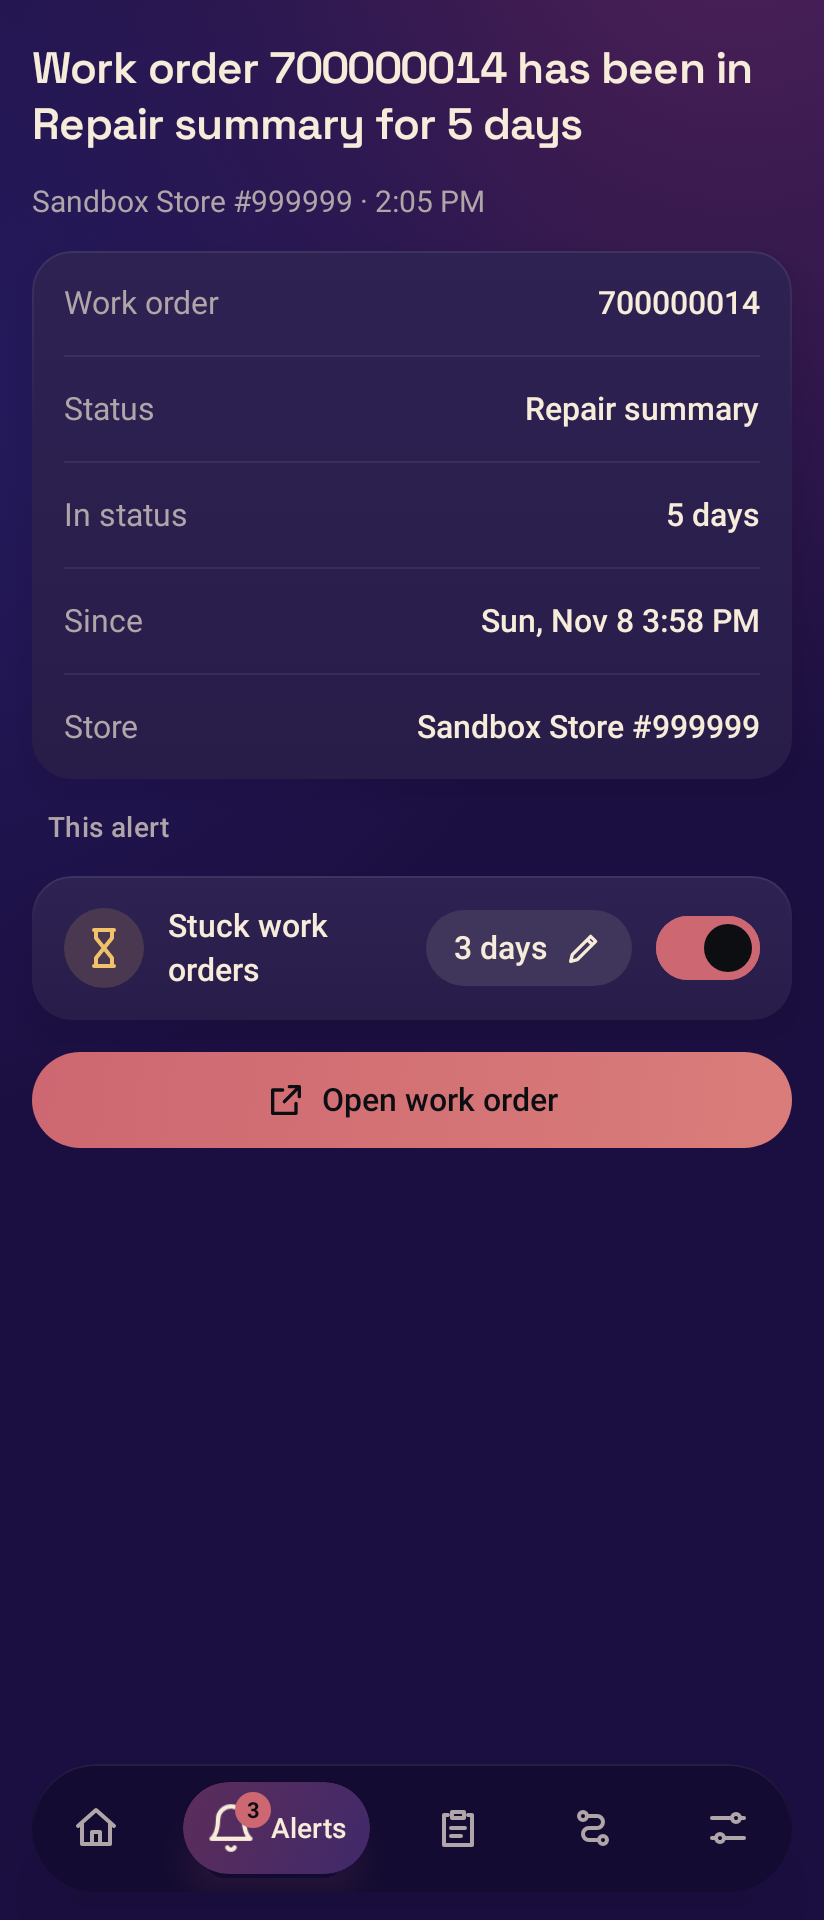 Work order 700000014 has been in
Repair summary for 5 days
Sandbox Store #999999 · 2:05 PM
Work order 700000014
Status Repair summary
In status 5 days
Since Sun, Nov 8 3:58 PM
Store Sandbox Store #999999
This alert
Stuck work
orders
3 days
Open work order
3
Alerts